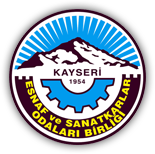 KAYSERİ
1954
ESNAF ve SANATKARLAR
ODALARI BİRLİĞİ